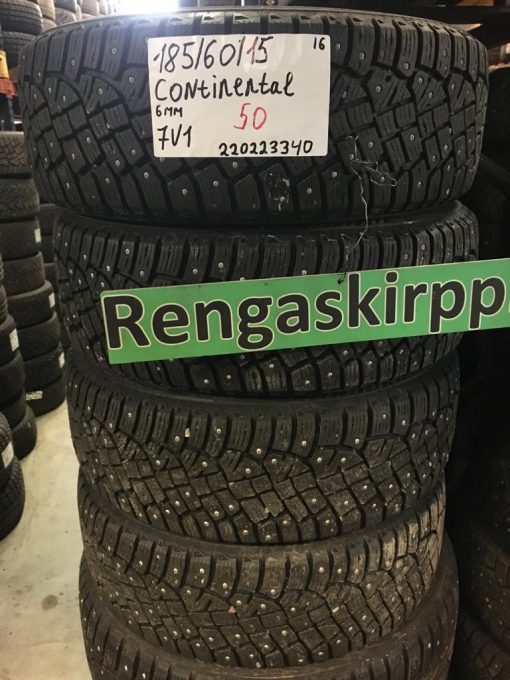 185/60/15 16
Continental
6mm 50
7V1 220223340
Rengaskirpp